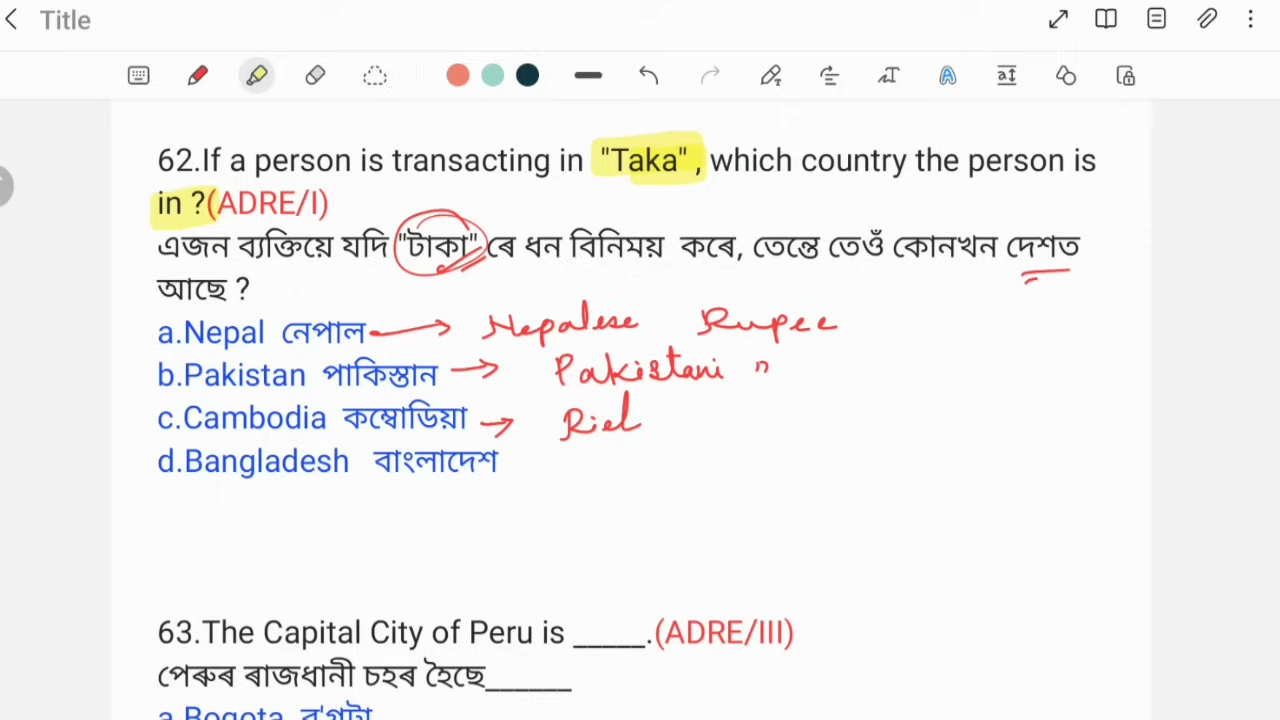 Title
62.If a person is transacting in "Taka", which country the person is
in ?(ADRE/I)
এজন ব্যক্তিয়ে যদি "টাকা" ৰে ধন বিনিময় কৰে, তেন্তে তেওঁ কোনখন দেশত
আছে ?
a.Nepal নেপাল → Nepalese Rupee
b.Pakistan পাকিস্তান → Pakistani "
c.Cambodia কম্বোডিয়া → Riel
d.Bangladesh বাংলাদেশ
63.The Capital City of Peru is _____.(ADRE/III)
পেৰুৰ ৰাজধানী চহৰ হৈছে______
a.Bogota ব'গটা